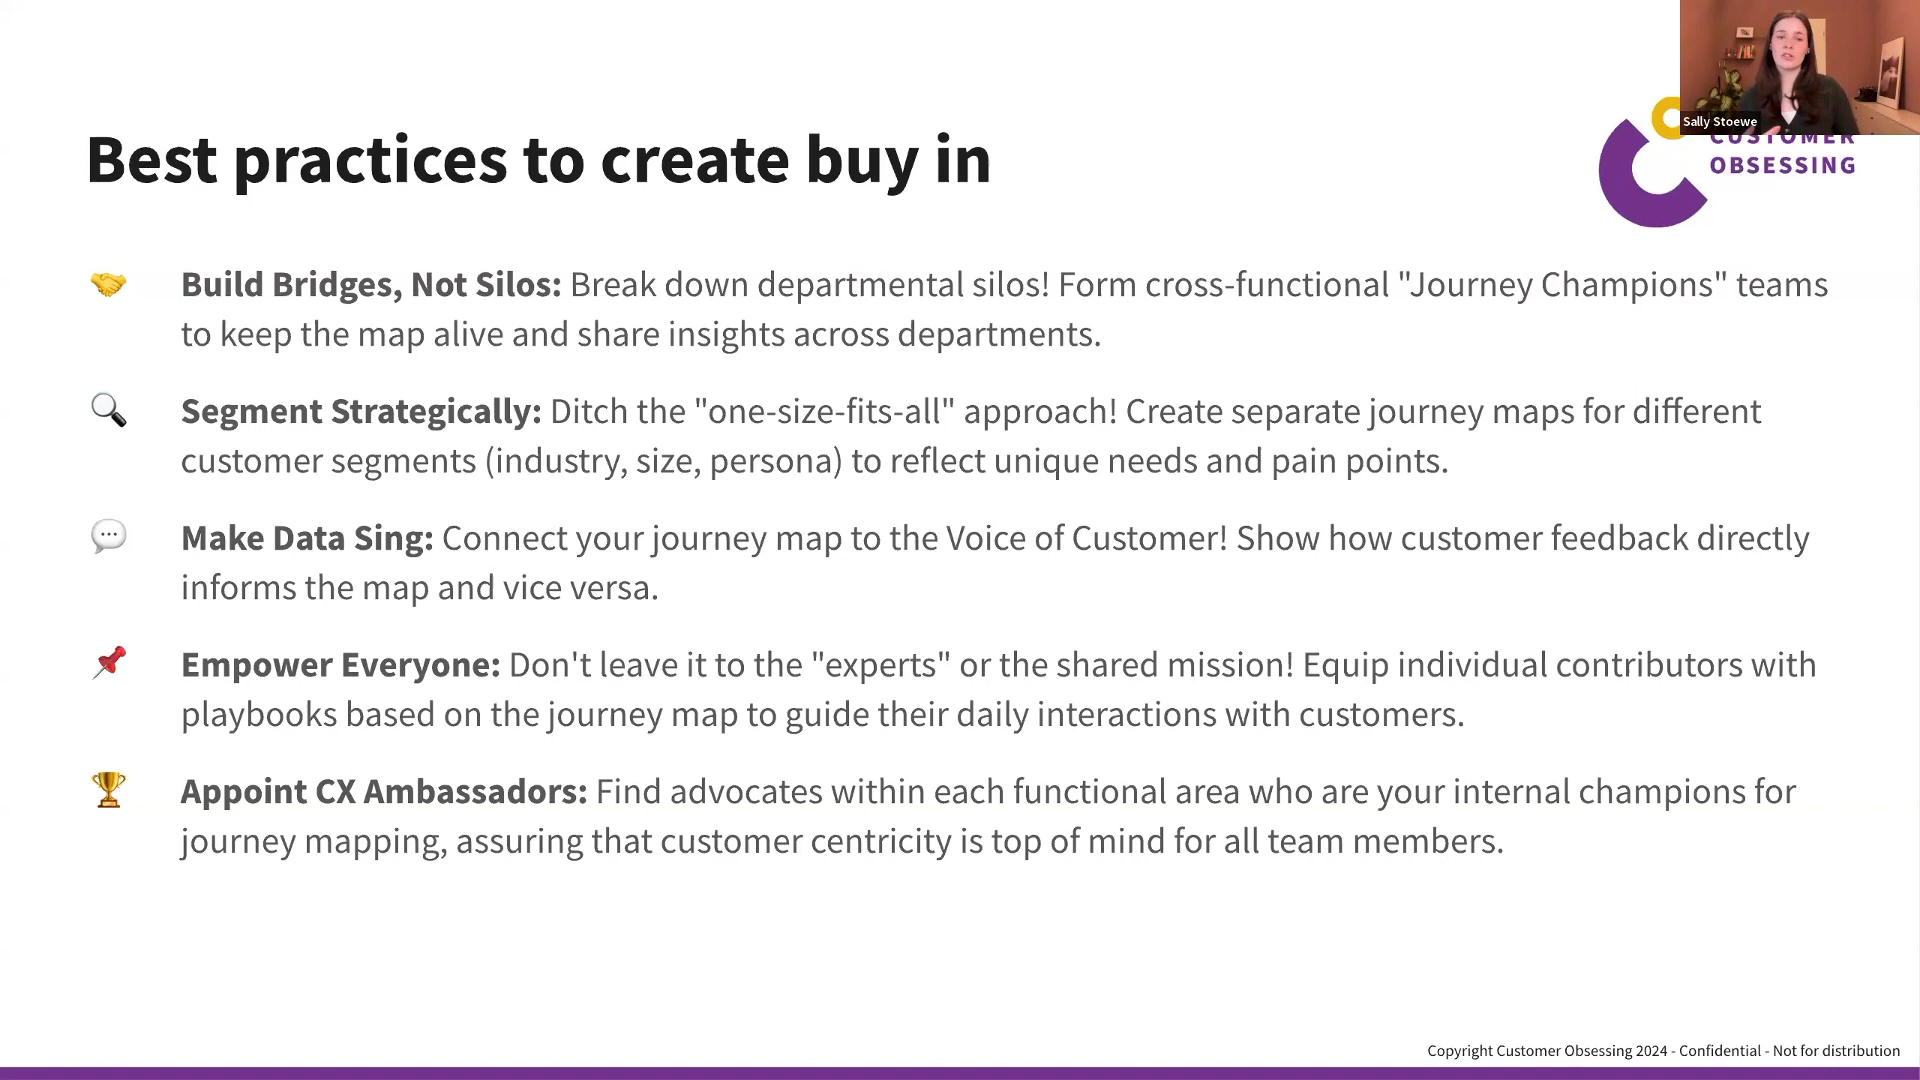 Sally Stoewe
CUSTOMER
OBSESSING
Best practices to create buy in
Build Bridges, Not Silos: Break down departmental silos! Form cross-functional "Journey Champions" teams
to keep the map alive and share insights across departments.
Segment Strategically: Ditch the "one-size-fits-all" approach! Create separate journey maps for different
customer segments (industry, size, persona) to reflect unique needs and pain points.
Make Data Sing: Connect your journey map to the Voice of Customer! Show how customer feedback directly
informs the map and vice versa.
Empower Everyone: Don't leave it to the "experts" or the shared mission! Equip individual contributors with
playbooks based on the journey map to guide their daily interactions with customers.
Appoint CX Ambassadors: Find advocates within each functional area who are your internal champions for
journey mapping, assuring that customer centricity is top of mind for all team members.
Copyright Customer Obsessing 2024 - Confidential - Not for distribution